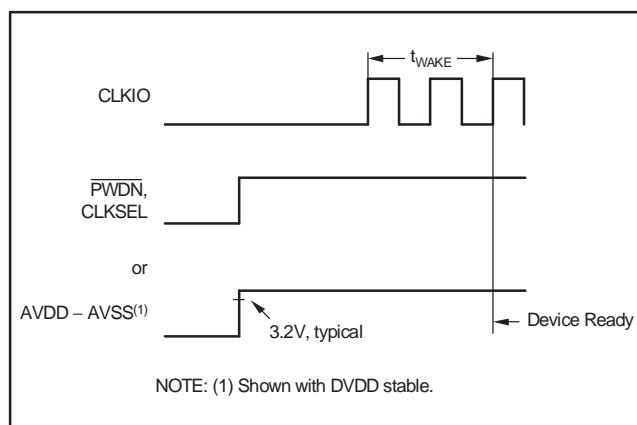 tWAKE
CLKIO
PWDN,
CLKSEL
or
AVDD – AVSS(1)
3.2V, typical
Device Ready
NOTE: (1) Shown with DVDD stable.